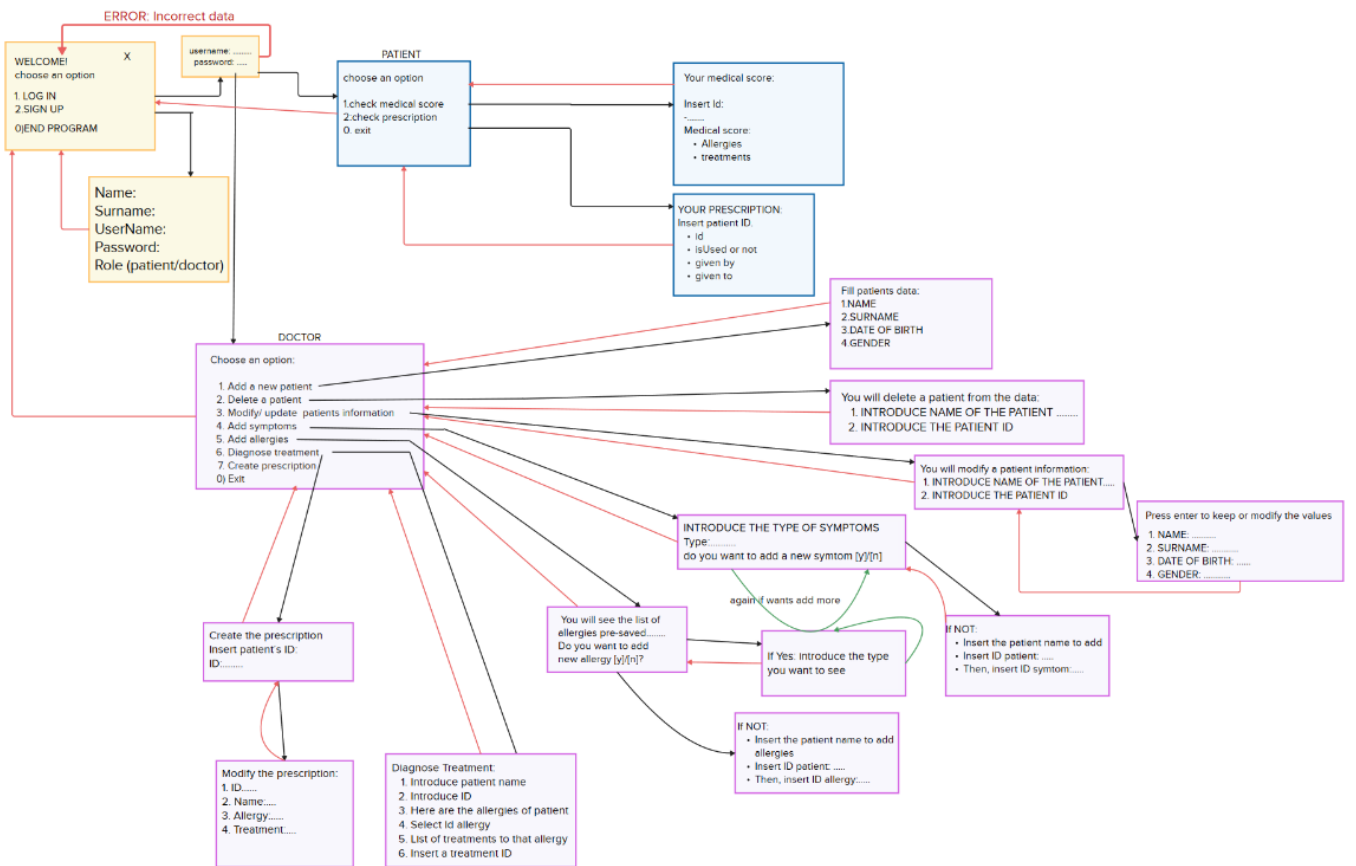 ERROR: Incorrect data
WELCOME!
X
choose an option
1. LOG IN
2.SIGN UP
0)END PROGRAM
username: ........
password: .....
PATIENT
choose an option
1.check medical score
2:check prescription
0. exit
Your medical score:
Insert Id:
-.......
Medical score:
• Allergies
• treatments
Name:
Surname:
UserName:
Password:
Role (patient/doctor)
YOUR PRESCRIPTION:
Insert patient ID.
• id
• isUsed or not
• given by
• given to
DOCTOR
Choose an option:
1. Add a new patient
2. Delete a patient
3. Modify/ update patients information
4. Add symptoms
5. Add allergies
6. Diagnose treatment
7. Create prescription
0) Exit
Fill patients data:
1.NAME
2.SURNAME
3.DATE OF BIRTH
4.GENDER
You will delete a patient from the data:
1. INTRODUCE NAME OF THE PATIENT ........
2. INTRODUCE THE PATIENT ID
You will modify a patient information:
1. INTRODUCE NAME OF THE PATIENT.....
2. INTRODUCE THE PATIENT ID
Press enter to keep or modify the values
1. NAME: ..........
2. SURNAME: ...........
3. DATE OF BIRTH: ......
4. GENDER: ...........
INTRODUCE THE TYPE OF SYMPTOMS
Type:..........
do you want to add a new symtom [y]/[n]
again if wants add more
You will see the list of
allergies pre-saved........
Do you want to add
new allergy [y]/[n]?
If Yes: introduce the type
you want to see
If NOT:
• Insert the patient name to add
• Insert ID patient: .....
• Then, insert ID symtom:.....
If NOT:
• Insert the patient name to add
allergies
• Insert ID patient: .....
• Then, insert ID allergy:.....
Create the prescription
Insert patient's ID:
ID:........
Modify the prescription:
1. ID......
2. Name:.....
3. Allergy:......
4. Treatment:....
Diagnose Treatment:
1. Introduce patient name
2. Introduce ID
3. Here are the allergies of patient
4. Select Id allergy
5. List of treatments to that allergy
6. Insert a treatment ID